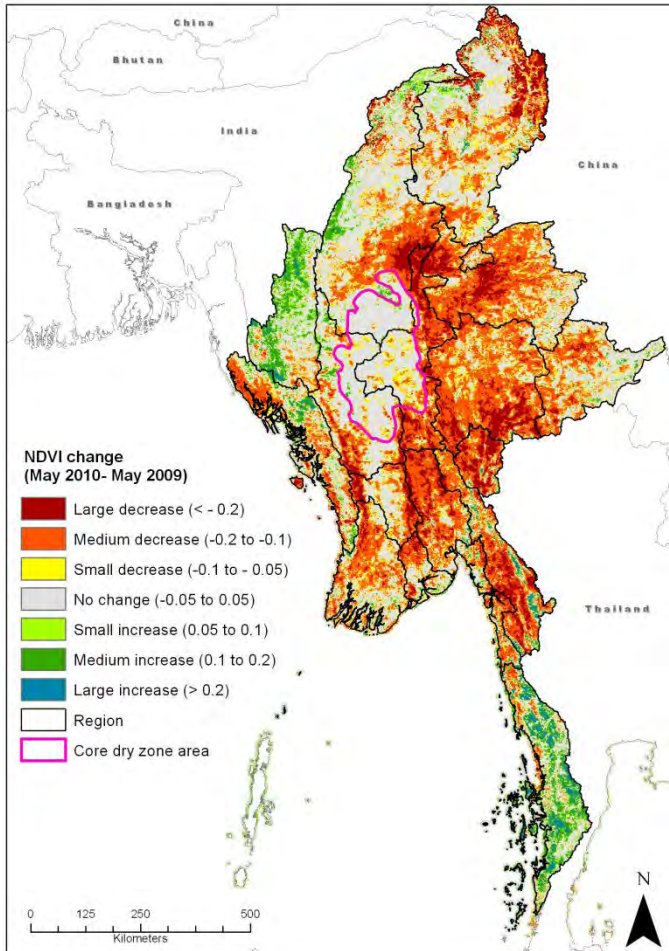 China
Bhutan
India
China
Bangladesh
NDVI change
(May 2010- May 2009)
Large decrease (< - 0.2)
Medium decrease (-0.2 to -0.1)
Small decrease (-0.1 to - 0.05)
No change (-0.05 to 0.05)
Small increase (0.05 to 0.1)
Medium increase (0.1 to 0.2)
Large increase (> 0.2)
Region
Core dry zone area
Thailand
N
0 125 250 500
Kilometers